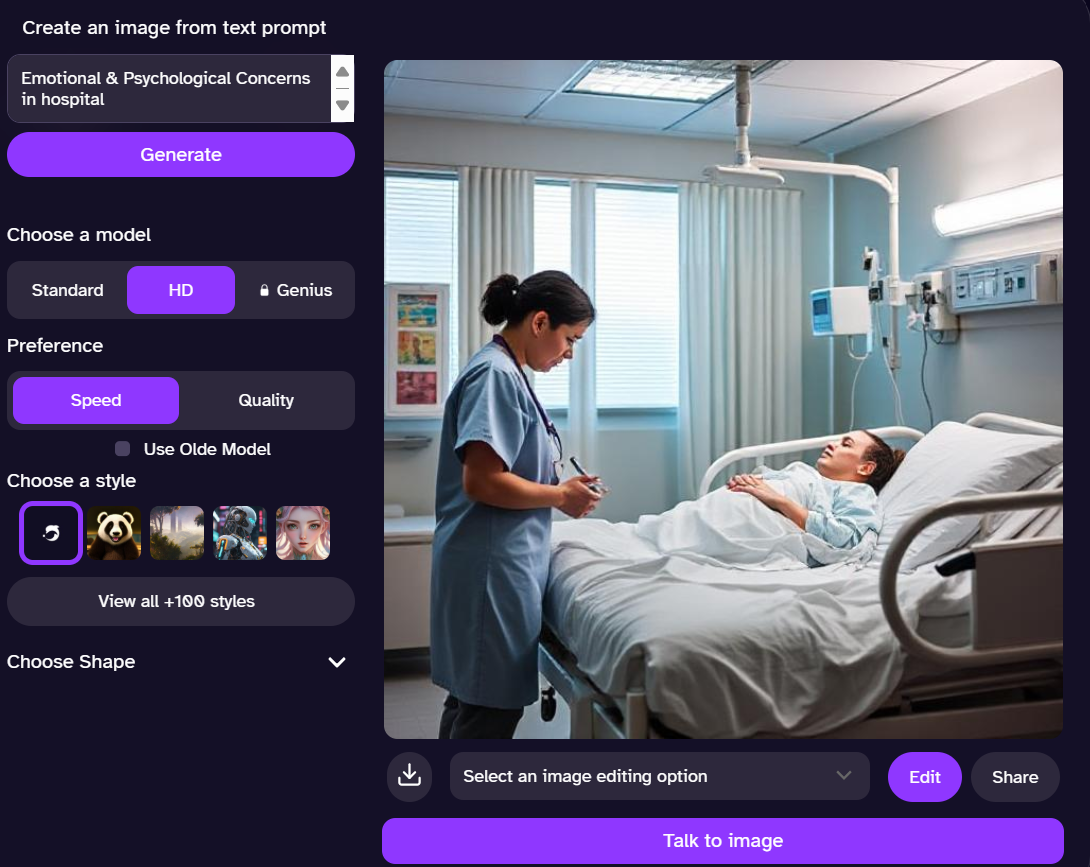 Create an image from text prompt
Emotional & Psychological Concerns
in hospital
Generate
Choose a model
Standard
HD
Genius
Preference
Speed
Quality
Use Olde Model
Choose a style
View all +100 styles
Choose Shape
Select an image editing option
Edit
Share
Talk to image